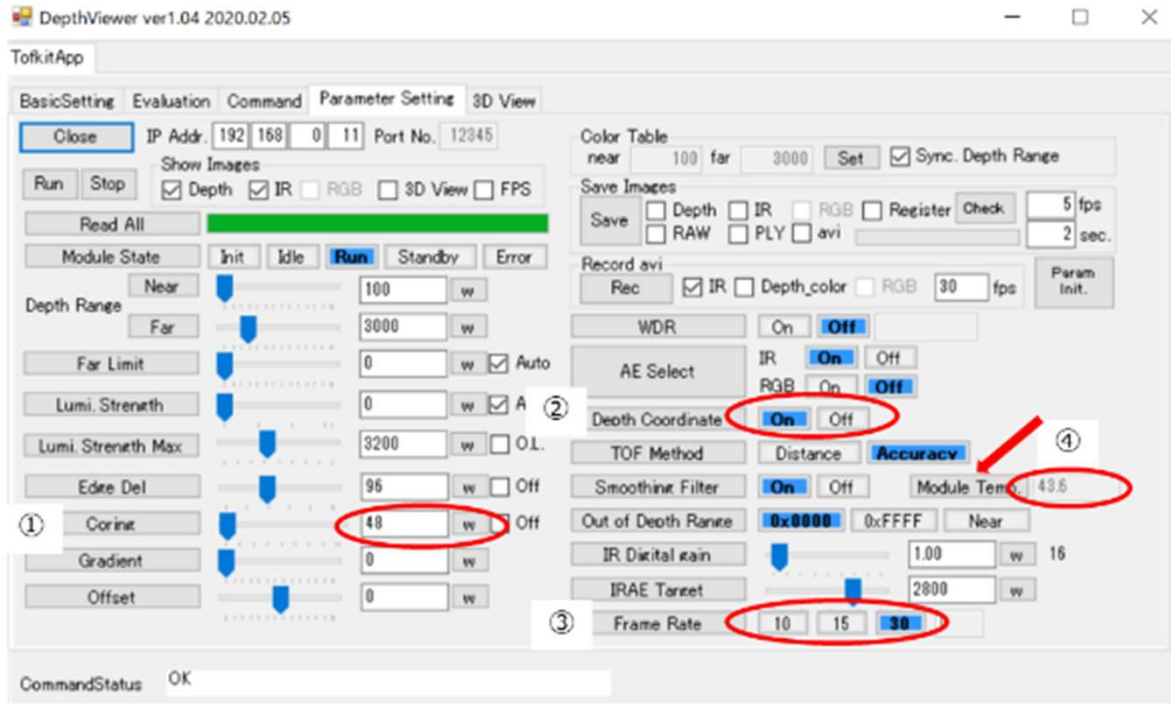 DepthViewer ver1.04 2020.02.05
TofkitApp
BasicSetting Evaluation Command Parameter Setting 3D View
Close IP Addr. 192 168 0 11 Port No. 12345
Show Images
Run Stop Depth IR RGB 3D View FPS
Read All
Module State Init Idle Run Standby Error
Depth Range
Near 100 w
Far 3000 w
Far Limit 0 w Auto
Lumi. Strength 0 w A
Lumi. Strength Max 3200 w O.L.
Edge Del 96 w Off
① Coring 48 w Off
Gradient 0 w
Offset 0 w
Color Table
near 100 far 3000 Set Sync. Depth Range
Save Images
Save Depth IR RGB Register Check 5 fps
RAW PLY avi 2 sec.
Record avi
Rec IR Depth_color RGB 30 fps
Param
Init.
WDR On Off
AE Select
IR On Off
RGB On Off
② Depth Coordinate On Off
TOF Method Distance Accuracy
④
Smoothing Filter On Off Module Temp. 43.6
Out of Depth Range 0x0000 0xFFFF Near
IR Digital gain 1.00 w 16
IRAE Target 2800 w
③ Frame Rate 10 15 30
CommandStatus OK